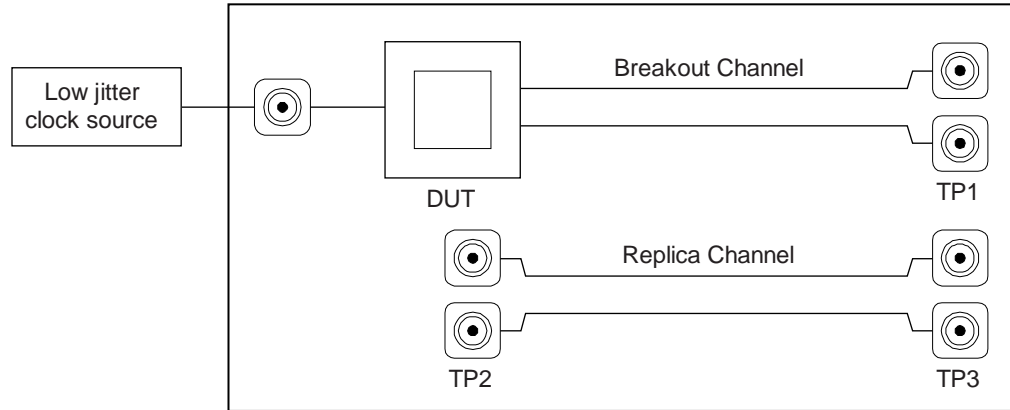 Low jitter
clock source
Breakout Channel
DUT
TP1
Replica Channel
TP2
TP3